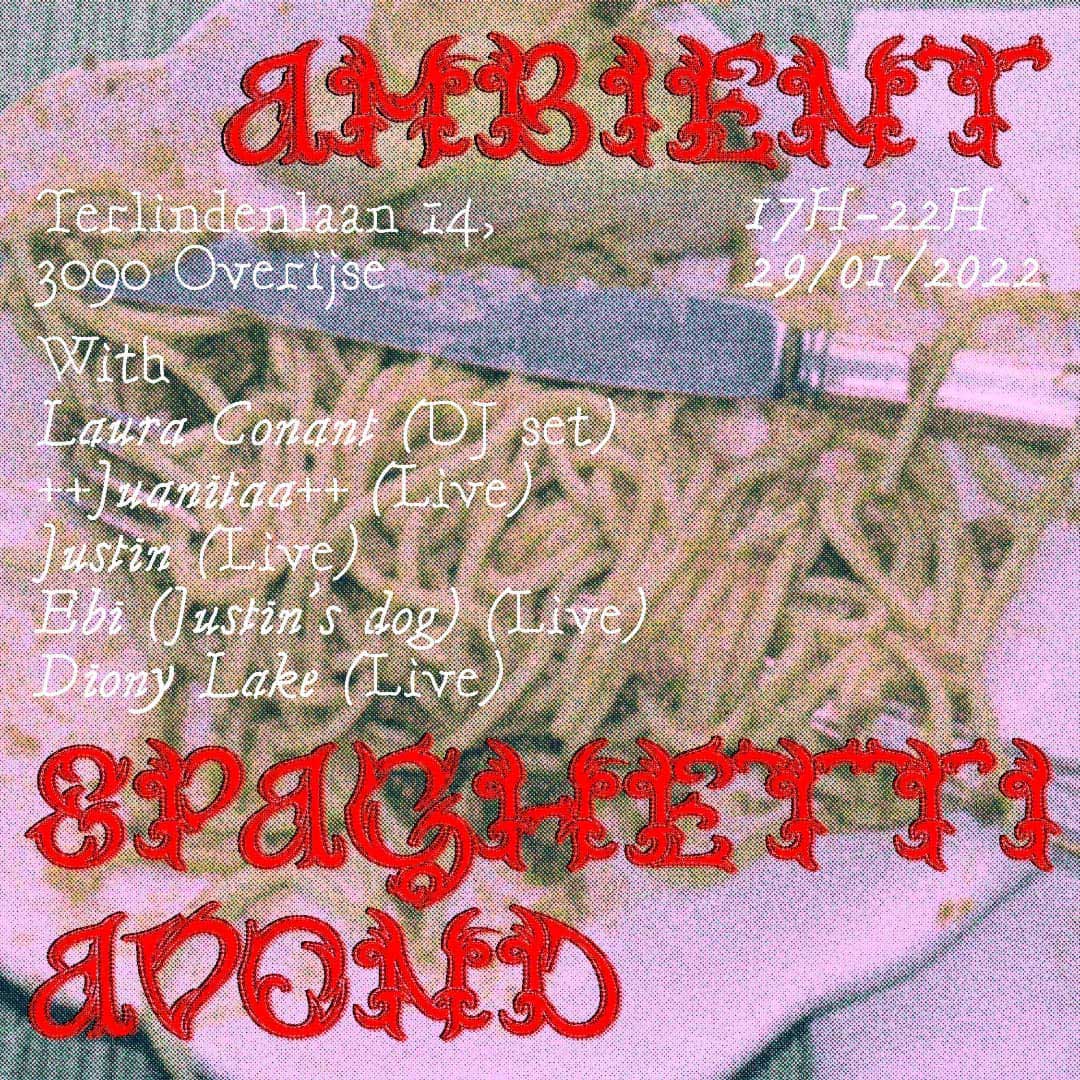 AMBIENT
Terlindenlaan 14,
3090 Overijse
17H-22H
29/01/2022
With
Laura Conant (DJ set)
++Juanitaa++ (Live)
Justin (Live)
Ebi (Justin's dog) (Live)
Diony Lake (Live)
SPAGHETTI
AVOND